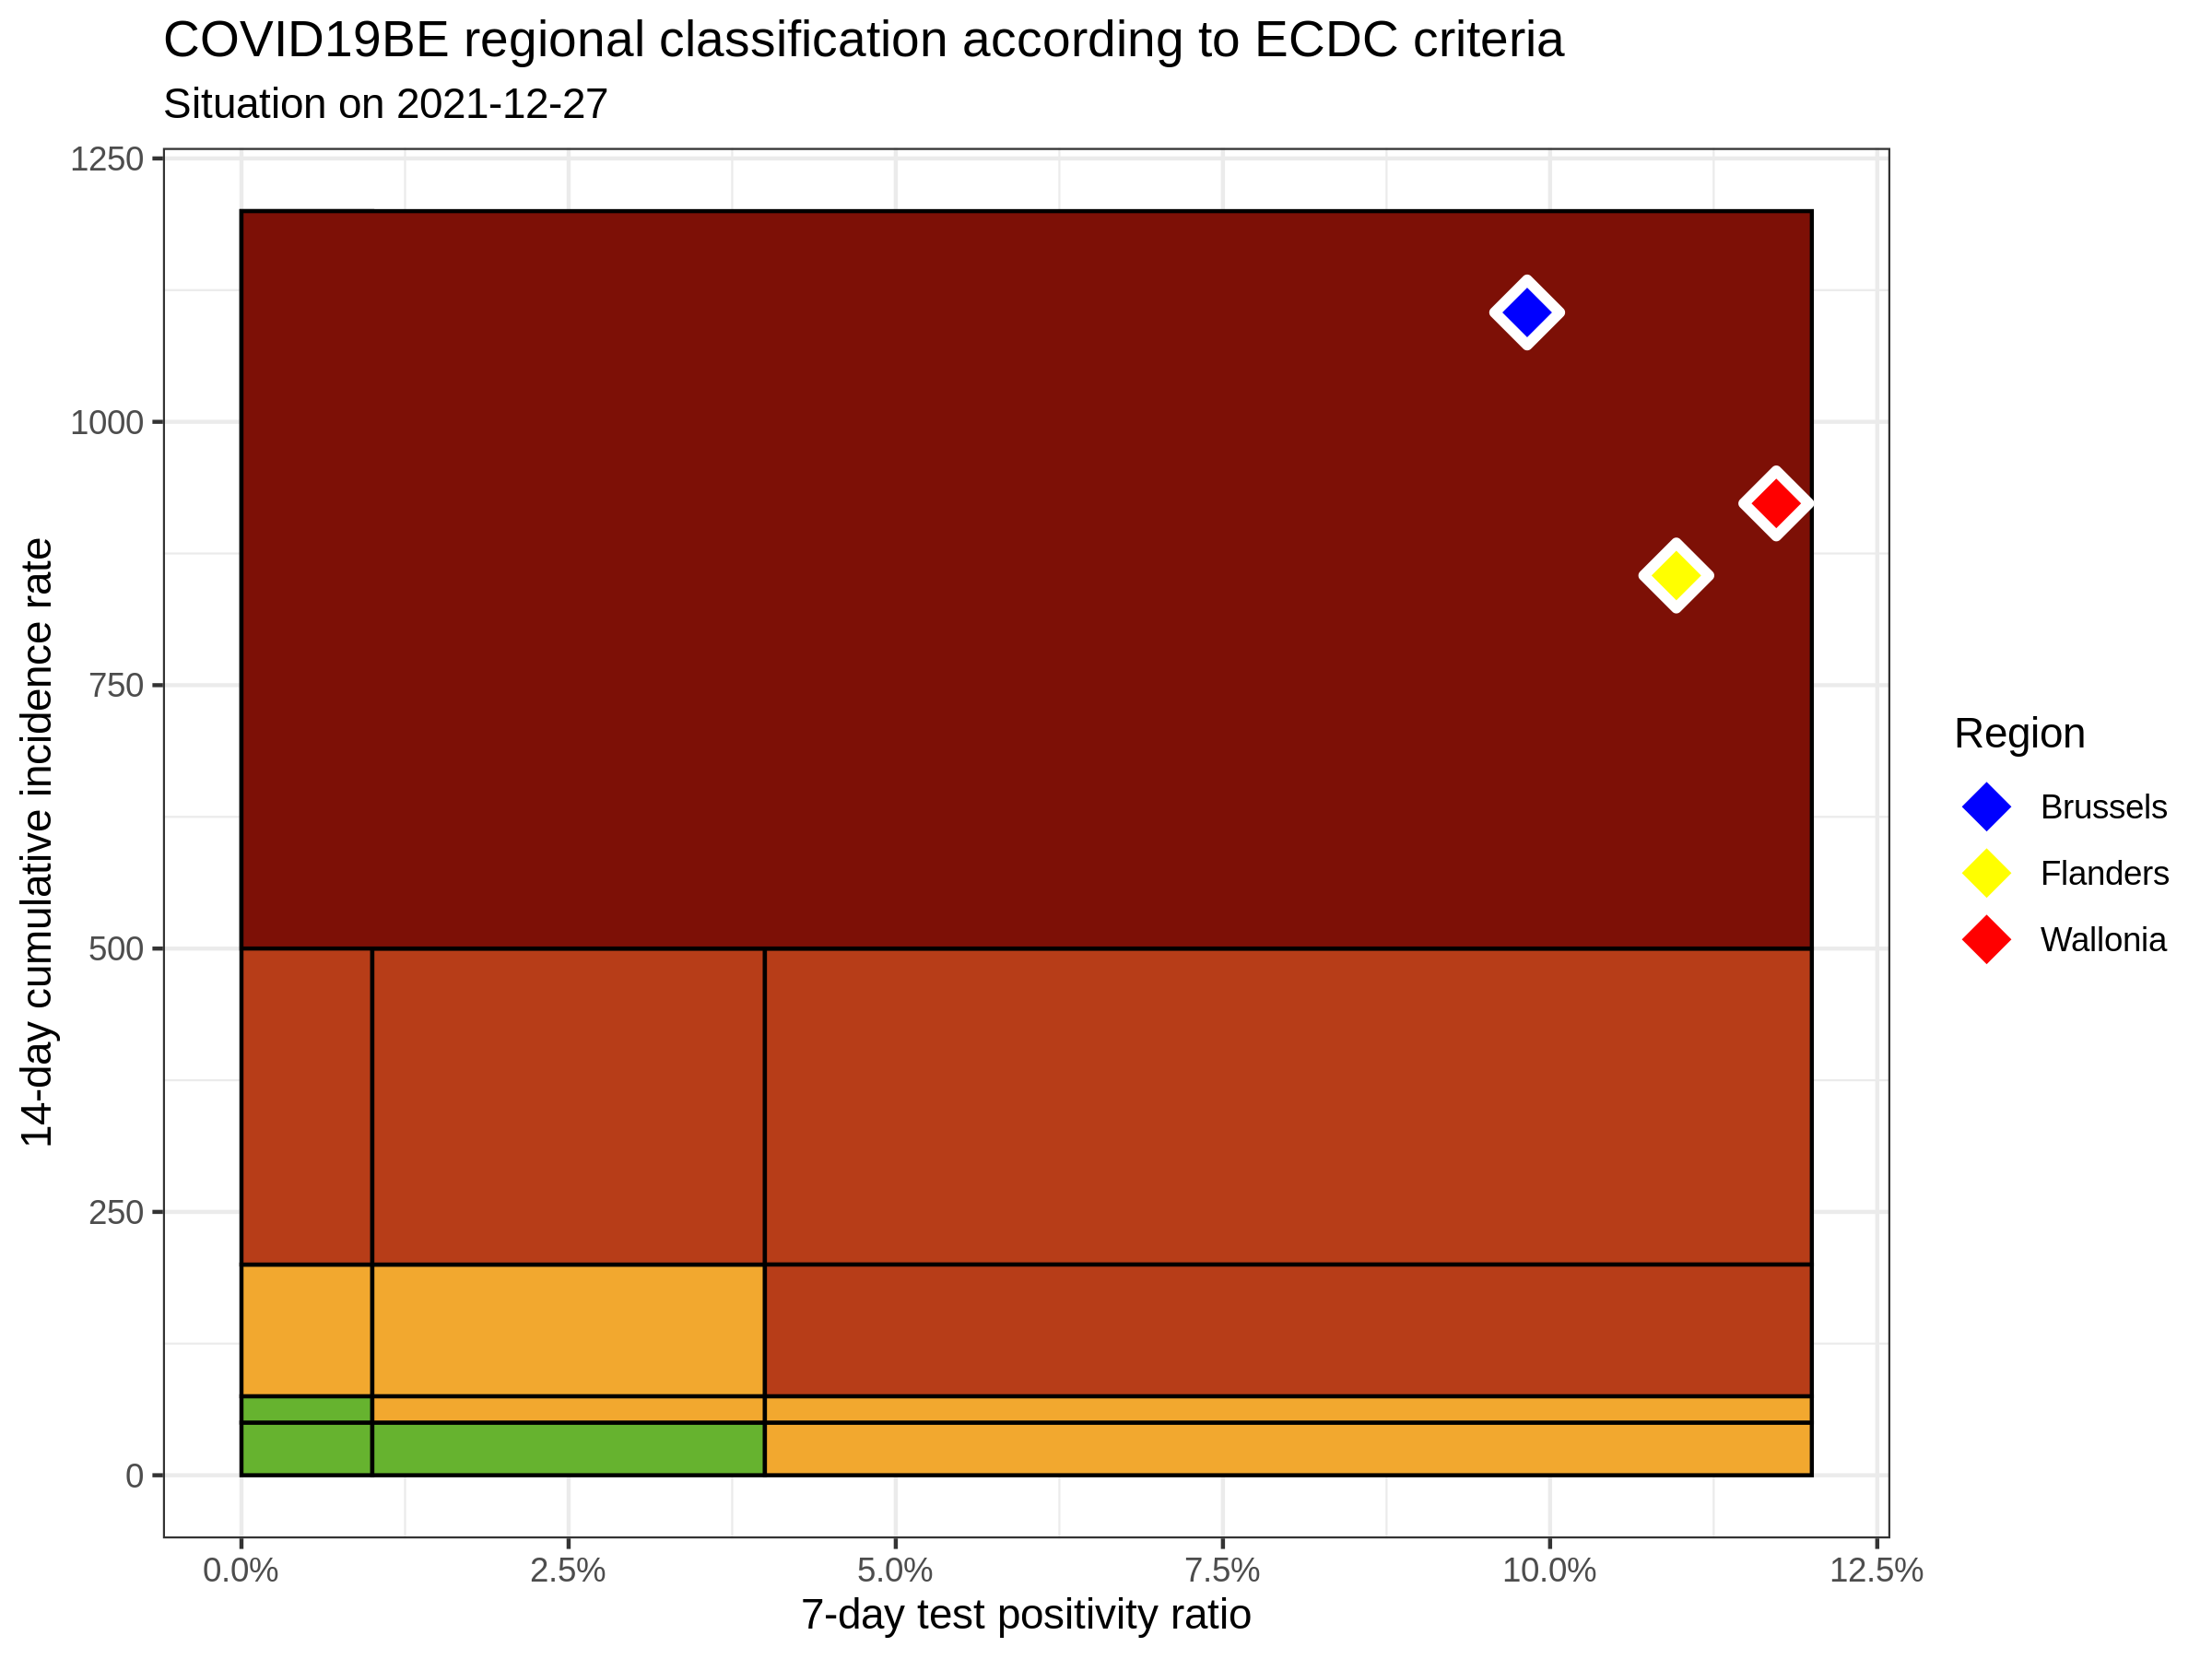 COVID19BE regional classification according to ECDC criteria
Situation on 2021-12-27
14-day cumulative incidence rate
1250
1000
750
500
250
0
0.0% 2.5% 5.0% 7.5% 10.0% 12.5%
7-day test positivity ratio
Region
Brussels
Flanders
Wallonia